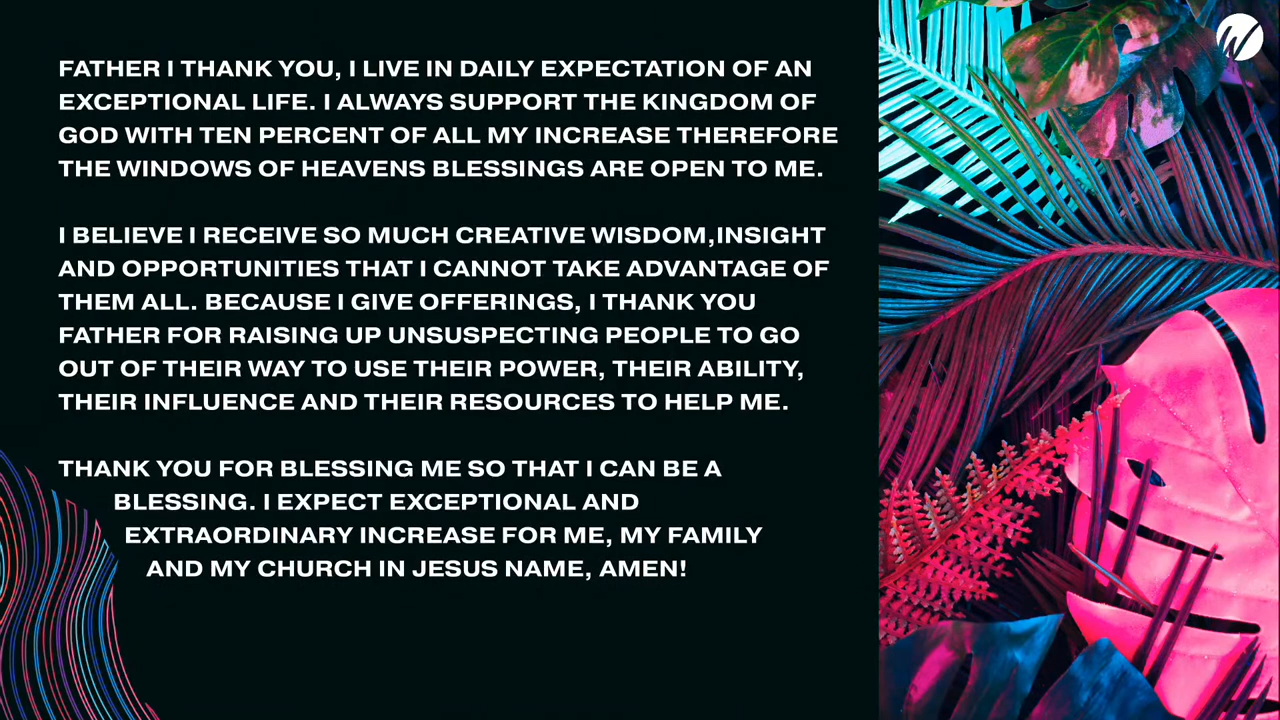 FATHER I THANK YOU, I LIVE IN DAILY EXPECTATION OF AN
EXCEPTIONAL LIFE. I ALWAYS SUPPORT THE KINGDOM OF
GOD WITH TEN PERCENT OF ALL MY INCREASE THEREFORE
THE WINDOWS OF HEAVENS BLESSINGS ARE OPEN TO ME.
I BELIEVE I RECEIVE SO MUCH CREATIVE WISDOM,INSIGHT
AND OPPORTUNITIES THAT I CANNOT TAKE ADVANTAGE OF
THEM ALL. BECAUSE I GIVE OFFERINGS, I THANK YOU
FATHER FOR RAISING UP UNSUSPECTING PEOPLE TO GO
OUT OF THEIR WAY TO USE THEIR POWER, THEIR ABILITY,
THEIR INFLUENCE AND THEIR RESOURCES TO HELP ME.
THANK YOU FOR BLESSING ME SO THAT I CAN BE A
BLESSING. I EXPECT EXCEPTIONAL AND
EXTRAORDINARY INCREASE FOR ME, MY FAMILY
AND MY CHURCH IN JESUS NAME, AMEN!